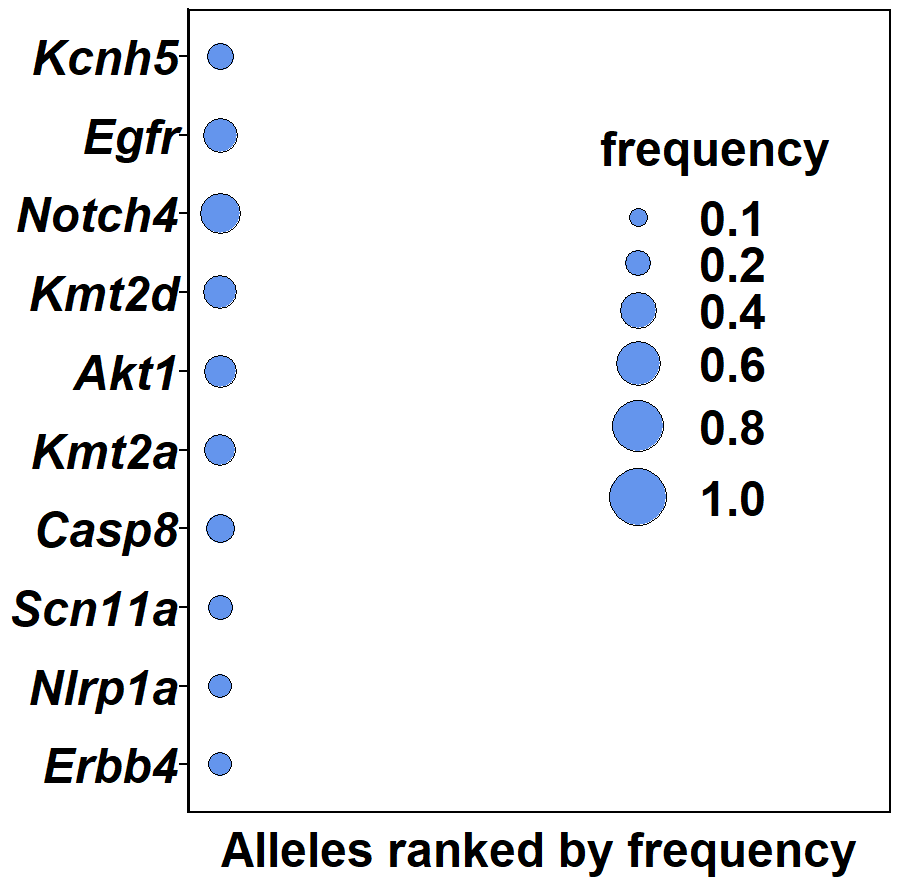 Kcnh5
Egfr
Notch4
Kmt2d
Akt1
Kmt2a
Casp8
Scn11a
Nlrp1a
Erbb4
frequency
0.1
0.2
0.4
0.6
0.8
1.0
Alleles ranked by frequency